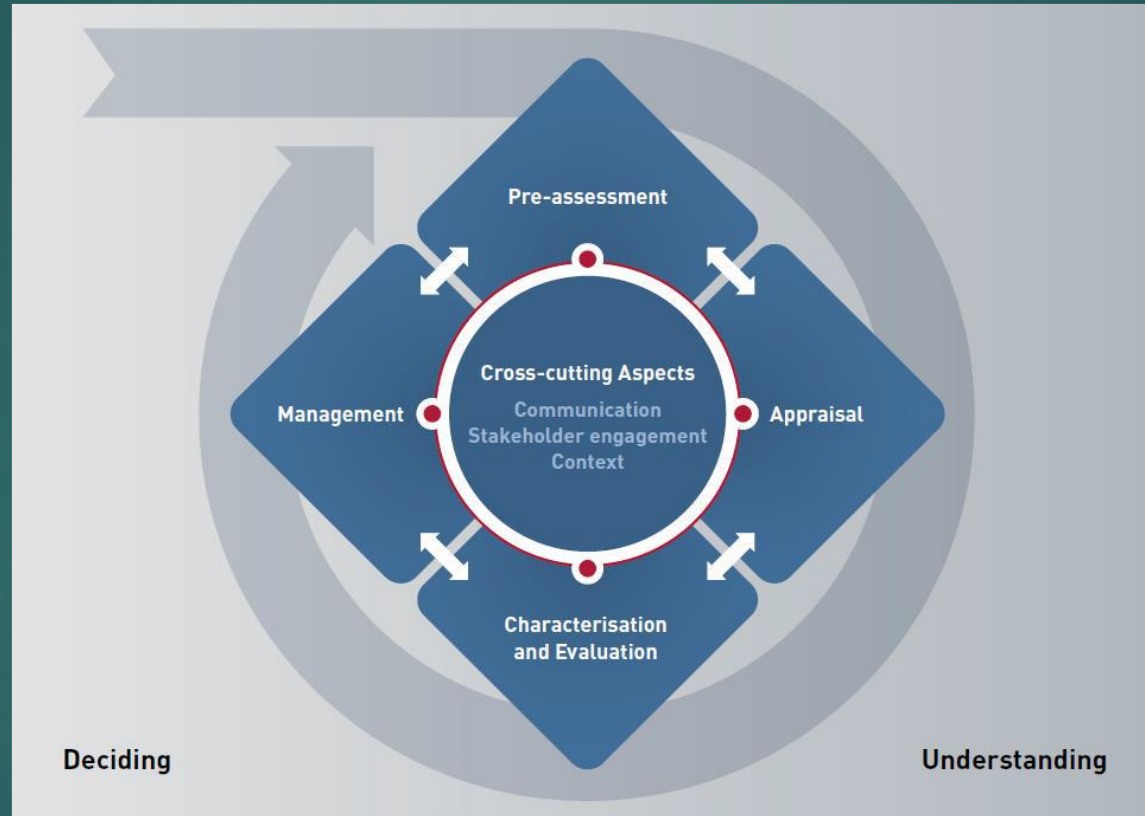 Pre-assessment
Management
Cross-cutting Aspects
Communication
Stakeholder engagement
Context
Appraisal
Characterisation
and Evaluation
Deciding
Understanding